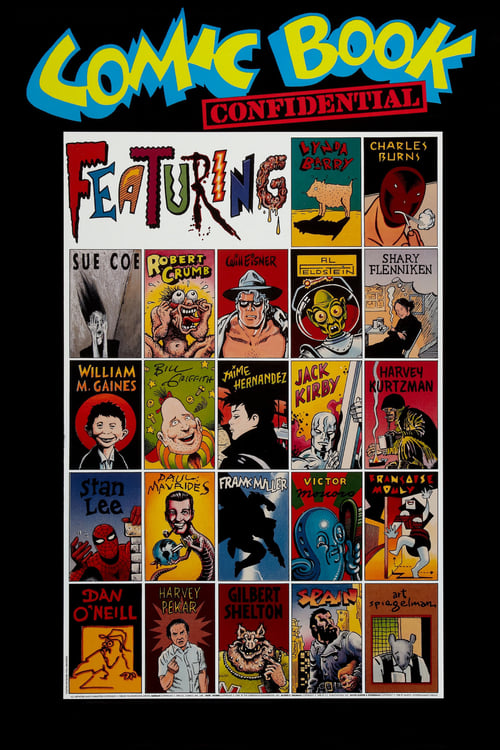 COMIC BOOK
CONFIDENTIAL
FEATURING
LYNDA BARRY
CHARLES BURNS
SUE COE
ROBERT CRUMB
Will EISNER
AL FELDSTEIN
SHARY FLENNIKEN
WILLIAM M. GAINES
BILL GRIFFITH
JAIME HERNANDEZ
JACK KIRBY
HARVEY KURTZMAN
Stan Lee
PAUL MAVRIDES
FRANK MILLER
VICTOR Moscoso
FRANÇOISE MOULY
DAN O'NEILL
HARVEY PEKAR
GILBERT SHELTON
SPAIN
art spiegelman